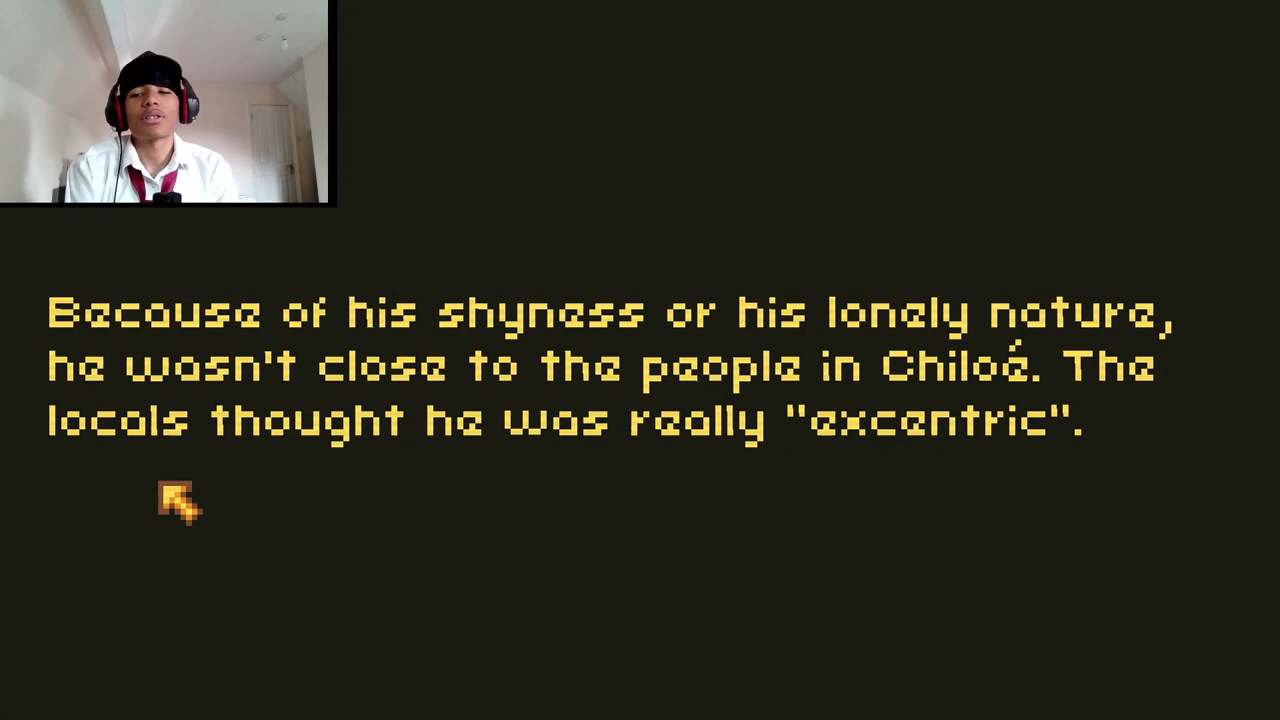 Because of his shyness or his lonely nature,
he wasn't close to the people in Chiloé. The
locals thought he was really "excentric".